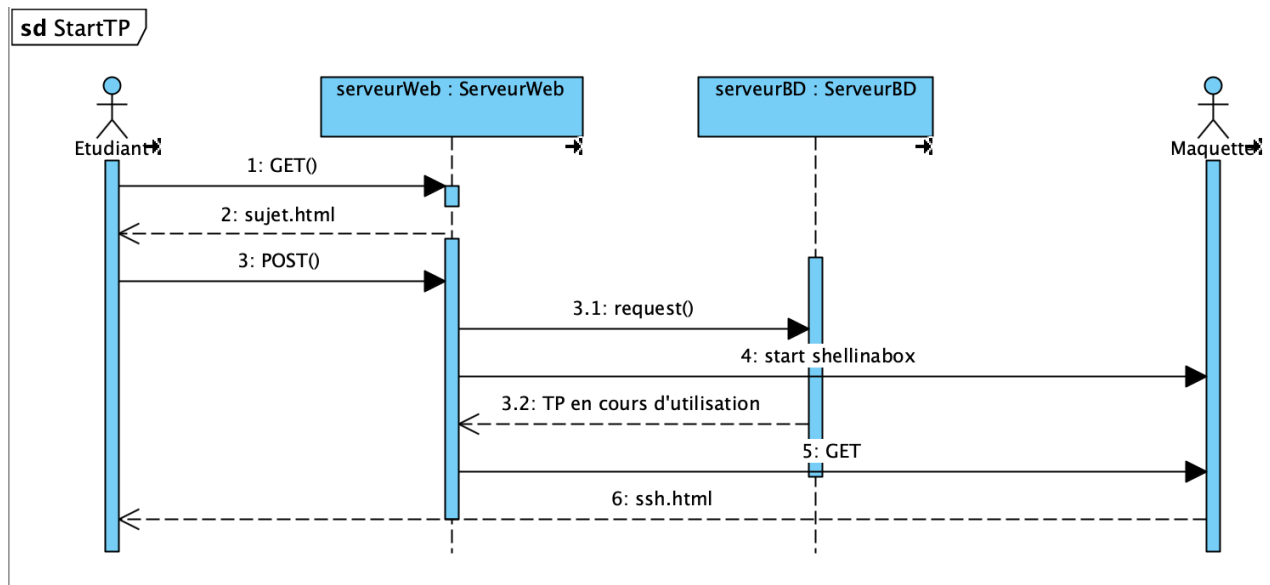 sd StartTP
serveurWeb : ServeurWeb
serveurBD : ServeurBD
Etudiant
Maquette
1: GET()
2: sujet.html
3: POST()
3.1: request()
4: start shellinabox
3.2: TP en cours d'utilisation
5: GET
6: ssh.html